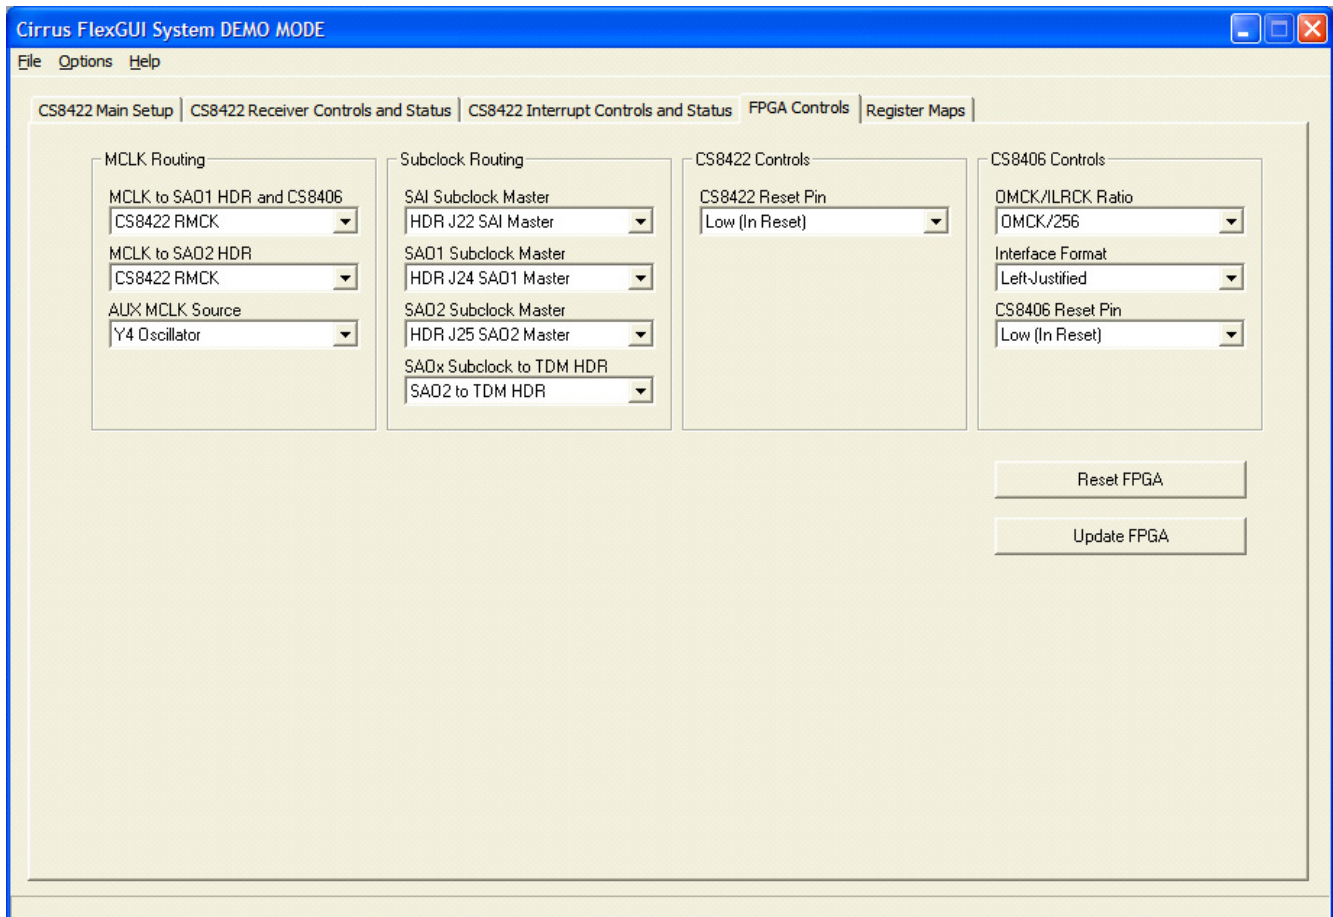 Cirrus FlexGUI System DEMO MODE
File Options Help
CS8422 Main Setup CS8422 Receiver Controls and Status CS8422 Interrupt Controls and Status FPGA Controls Register Maps
MCLK Routing
MCLK to SAO1 HDR and CS8406
CS8422 RMCK
MCLK to SAO2 HDR
CS8422 RMCK
AUX MCLK Source
Y4 Oscillator
Subclock Routing
SAI Subclock Master
HDR J22 SAI Master
SAO1 Subclock Master
HDR J24 SAO1 Master
SAO2 Subclock Master
HDR J25 SAO2 Master
SAOx Subclock to TDM HDR
SAO2 to TDM HDR
CS8422 Controls
CS8422 Reset Pin
Low (In Reset)
CS8406 Controls
OMCK/ILRCK Ratio
OMCK/256
Interface Format
Left-Justified
CS8406 Reset Pin
Low (In Reset)
Reset FPGA
Update FPGA